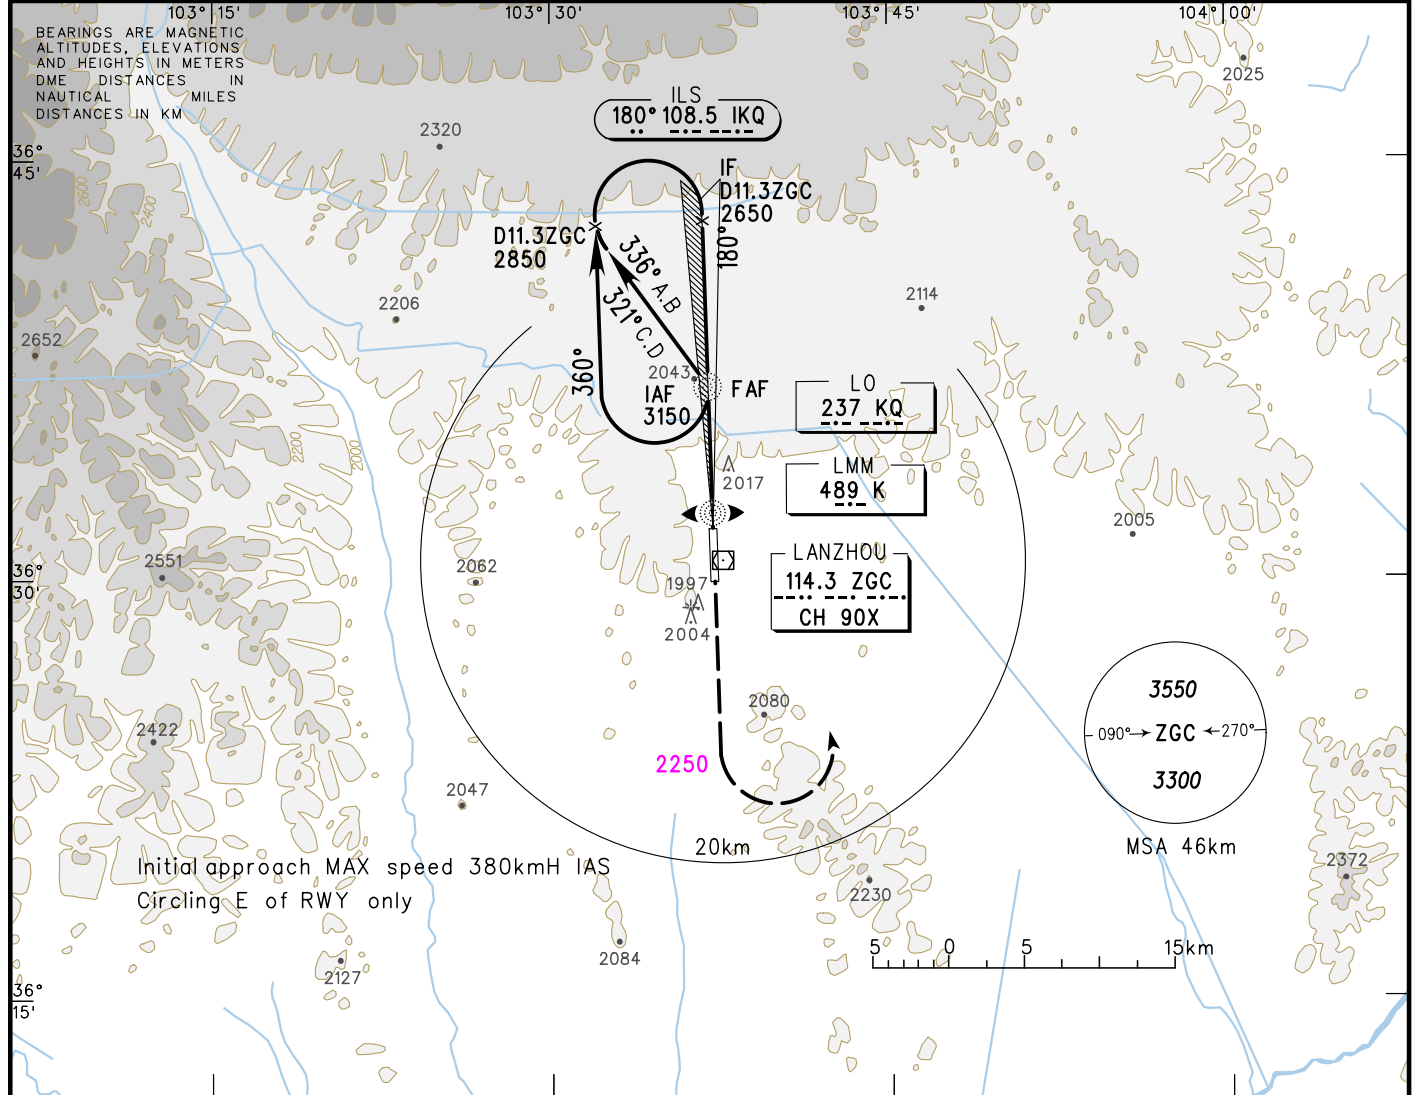 103° 15'
103° 30'
103° 45'
104° 00'
BEARINGS ARE MAGNETIC
ALTITUDES, ELEVATIONS
AND HEIGHTS IN METERS
DME DISTANCES IN
NAUTICAL MILES
DISTANCES IN KM
2025
ILS
180° 108.5 IKQ
2320
36°
45'
IF
D11.3ZGC
2650
2600
2400
D11.3ZGC
2850
180°
336° A.B
321° C.D
2206
2114
2652
360°
2043
IAF
3150
FAF
LO
237 KQ
2200
2000
LMM
489 K
2017
2005
LANZHOU
114.3 ZGC
CH 90X
2551
2062
36°
30'
1997
2004
2080
3550
090° ZGC 270°
3300
2422
2250
2047
20km
MSA 46km
Initial approach MAX speed 380kmH IAS
Circling E of RWY only
2372
2230
5 0 5 15km
2084
2127
36°
15'